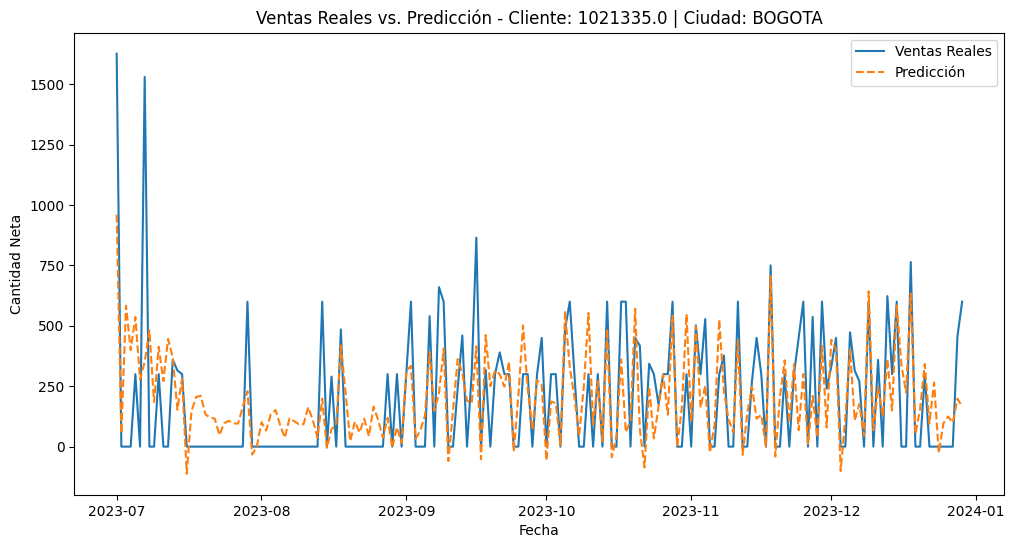 Ventas Reales vs. Predicción - Cliente: 1021335.0 | Ciudad: BOGOTA
Ventas Reales
Predicción
Cantidad Neta
1500
1250
1000
750
500
250
0
2023-07
2023-08
2023-09
2023-10
2023-11
2023-12
2024-01
Fecha